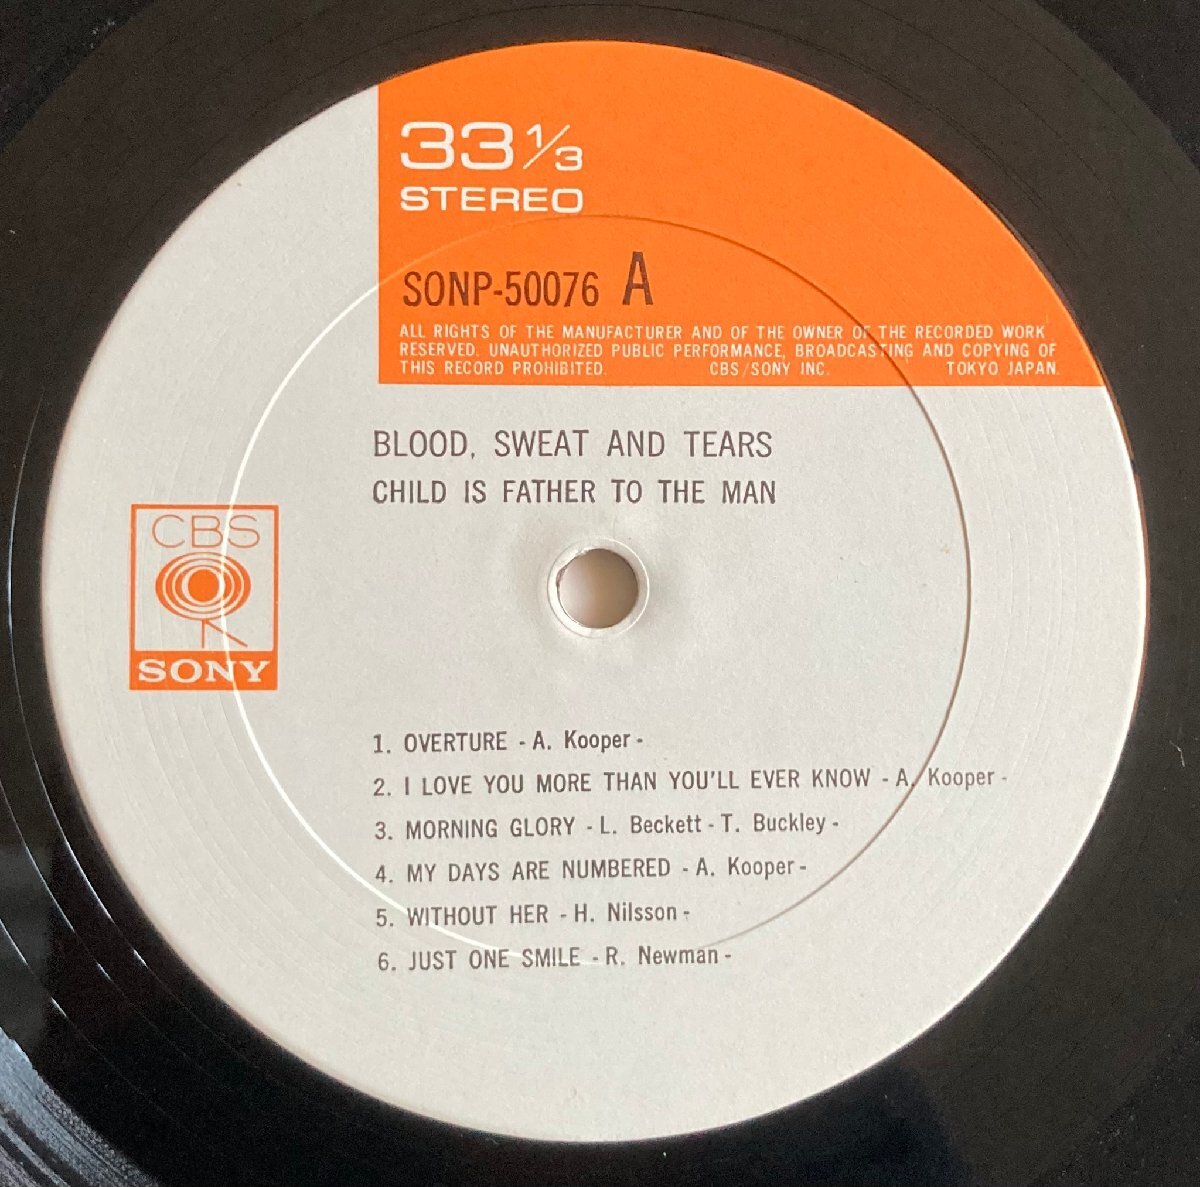 33 1/3
STEREO
SONP-50076 A
ALL RIGHTS OF THE MANUFACTURER AND OF THE OWNER OF THE RECORDED WORK
RESERVED. UNAUTHORIZED PUBLIC PERFORMANCE, BROADCASTING AND COPYING OF
THIS RECORD PROHIBITED. CBS/SONY INC. TOKYO JAPAN.
BLOOD, SWEAT AND TEARS
CHILD IS FATHER TO THE MAN
CBS
SONY
1. OVERTURE - A. Kooper -
2. I LOVE YOU MORE THAN YOU'LL EVER KNOW - A. Kooper -
3. MORNING GLORY - L. Beckett - T. Buckley -
4. MY DAYS ARE NUMBERED - A. Kooper -
5. WITHOUT HER - H. Nilsson -
6. JUST ONE SMILE - R. Newman -